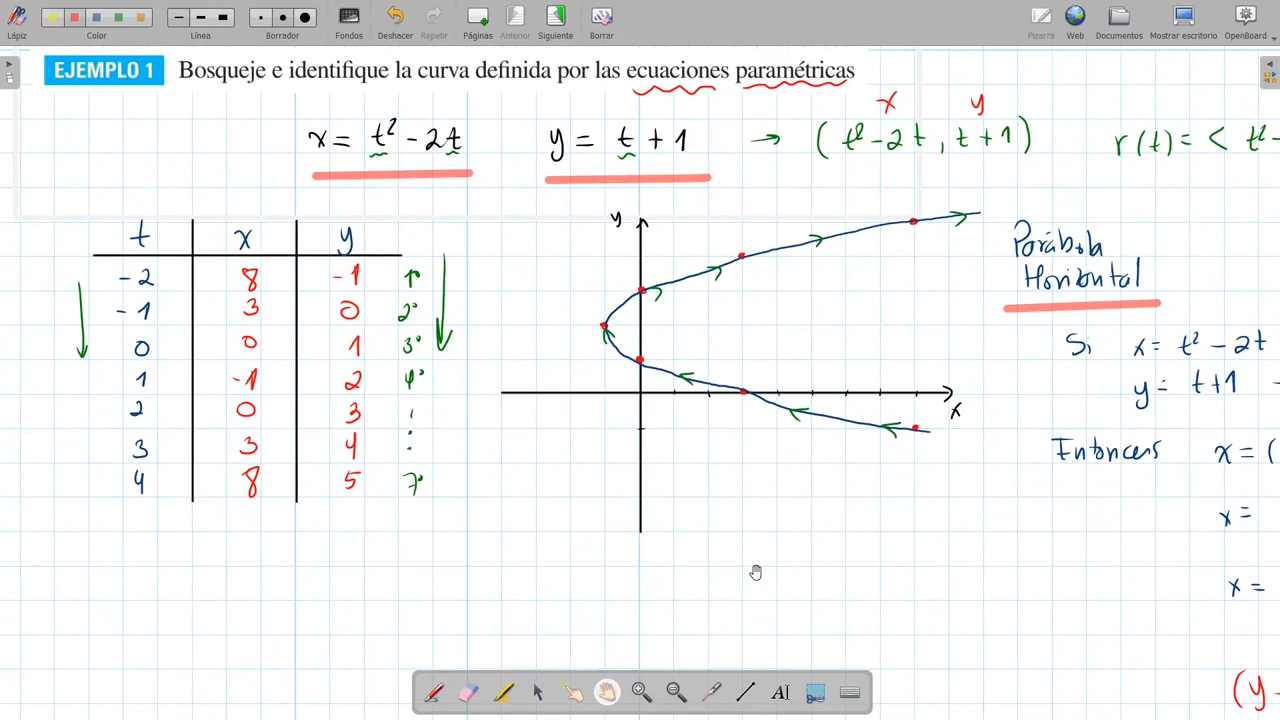 Lápiz Color Línea Borrador Fondos Deshacer Repetir Páginas Anterior Siguiente Borrar Pizarra Web Documentos Mostrar escritorio OpenBoard
EJEMPLO 1 Bosqueje e identifique la curva definida por las ecuaciones paramétricas
x y
x = t² - 2t y = t + 1 → (t² - 2t, t + 1) r(t) = < t² -
t x y
-2 8 -1 1°
-1 3 0 2°
0 0 1 3°
1 -1 2 4°
2 0 3
3 3 4
4 8 5 7°
y
x
Parábola
Horizontal
Si x = t² - 2t
y = t+1
Entonces x = (
x =
x =
(y -
AI